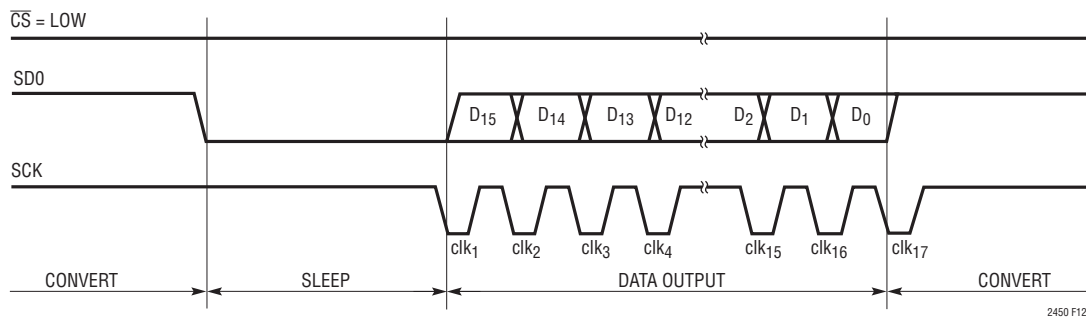 CS = LOW
SD0
D15 D14 D13 D12 D2 D1 D0
SCK
clk1 clk2 clk3 clk4 clk15 clk16 clk17
CONVERT SLEEP DATA OUTPUT CONVERT
2450 F12